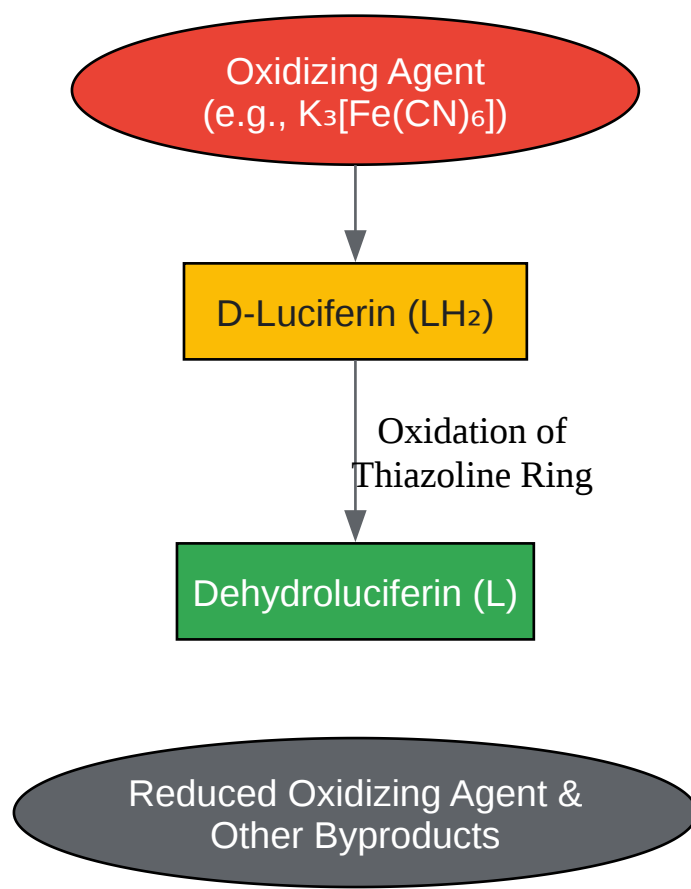 Oxidizing Agent
(e.g., K₃[Fe(CN)₆])
D-Luciferin (LH₂)
Oxidation of
Thiazoline Ring
Dehydroluciferin (L)
Reduced Oxidizing Agent &
Other Byproducts